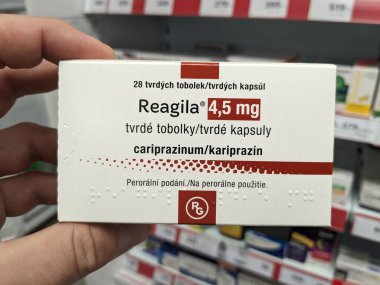 28 tvrdých tobolek/tvrdých kapsúl
Reagila® 4,5 mg
tvrdé tobolky/tvrdé kapsuly
cariprazinum/kariprazín
Perorální podání./Na perorálne použitie.
RG